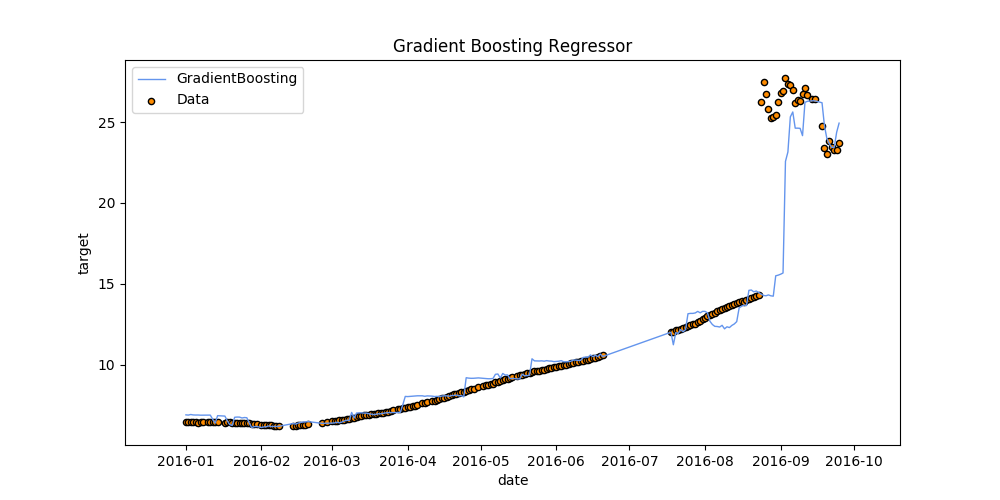 Gradient Boosting Regressor
GradientBoosting
Data
25
20
15
10
target
2016-01 2016-02 2016-03 2016-04 2016-05 2016-06 2016-07 2016-08 2016-09 2016-10
date